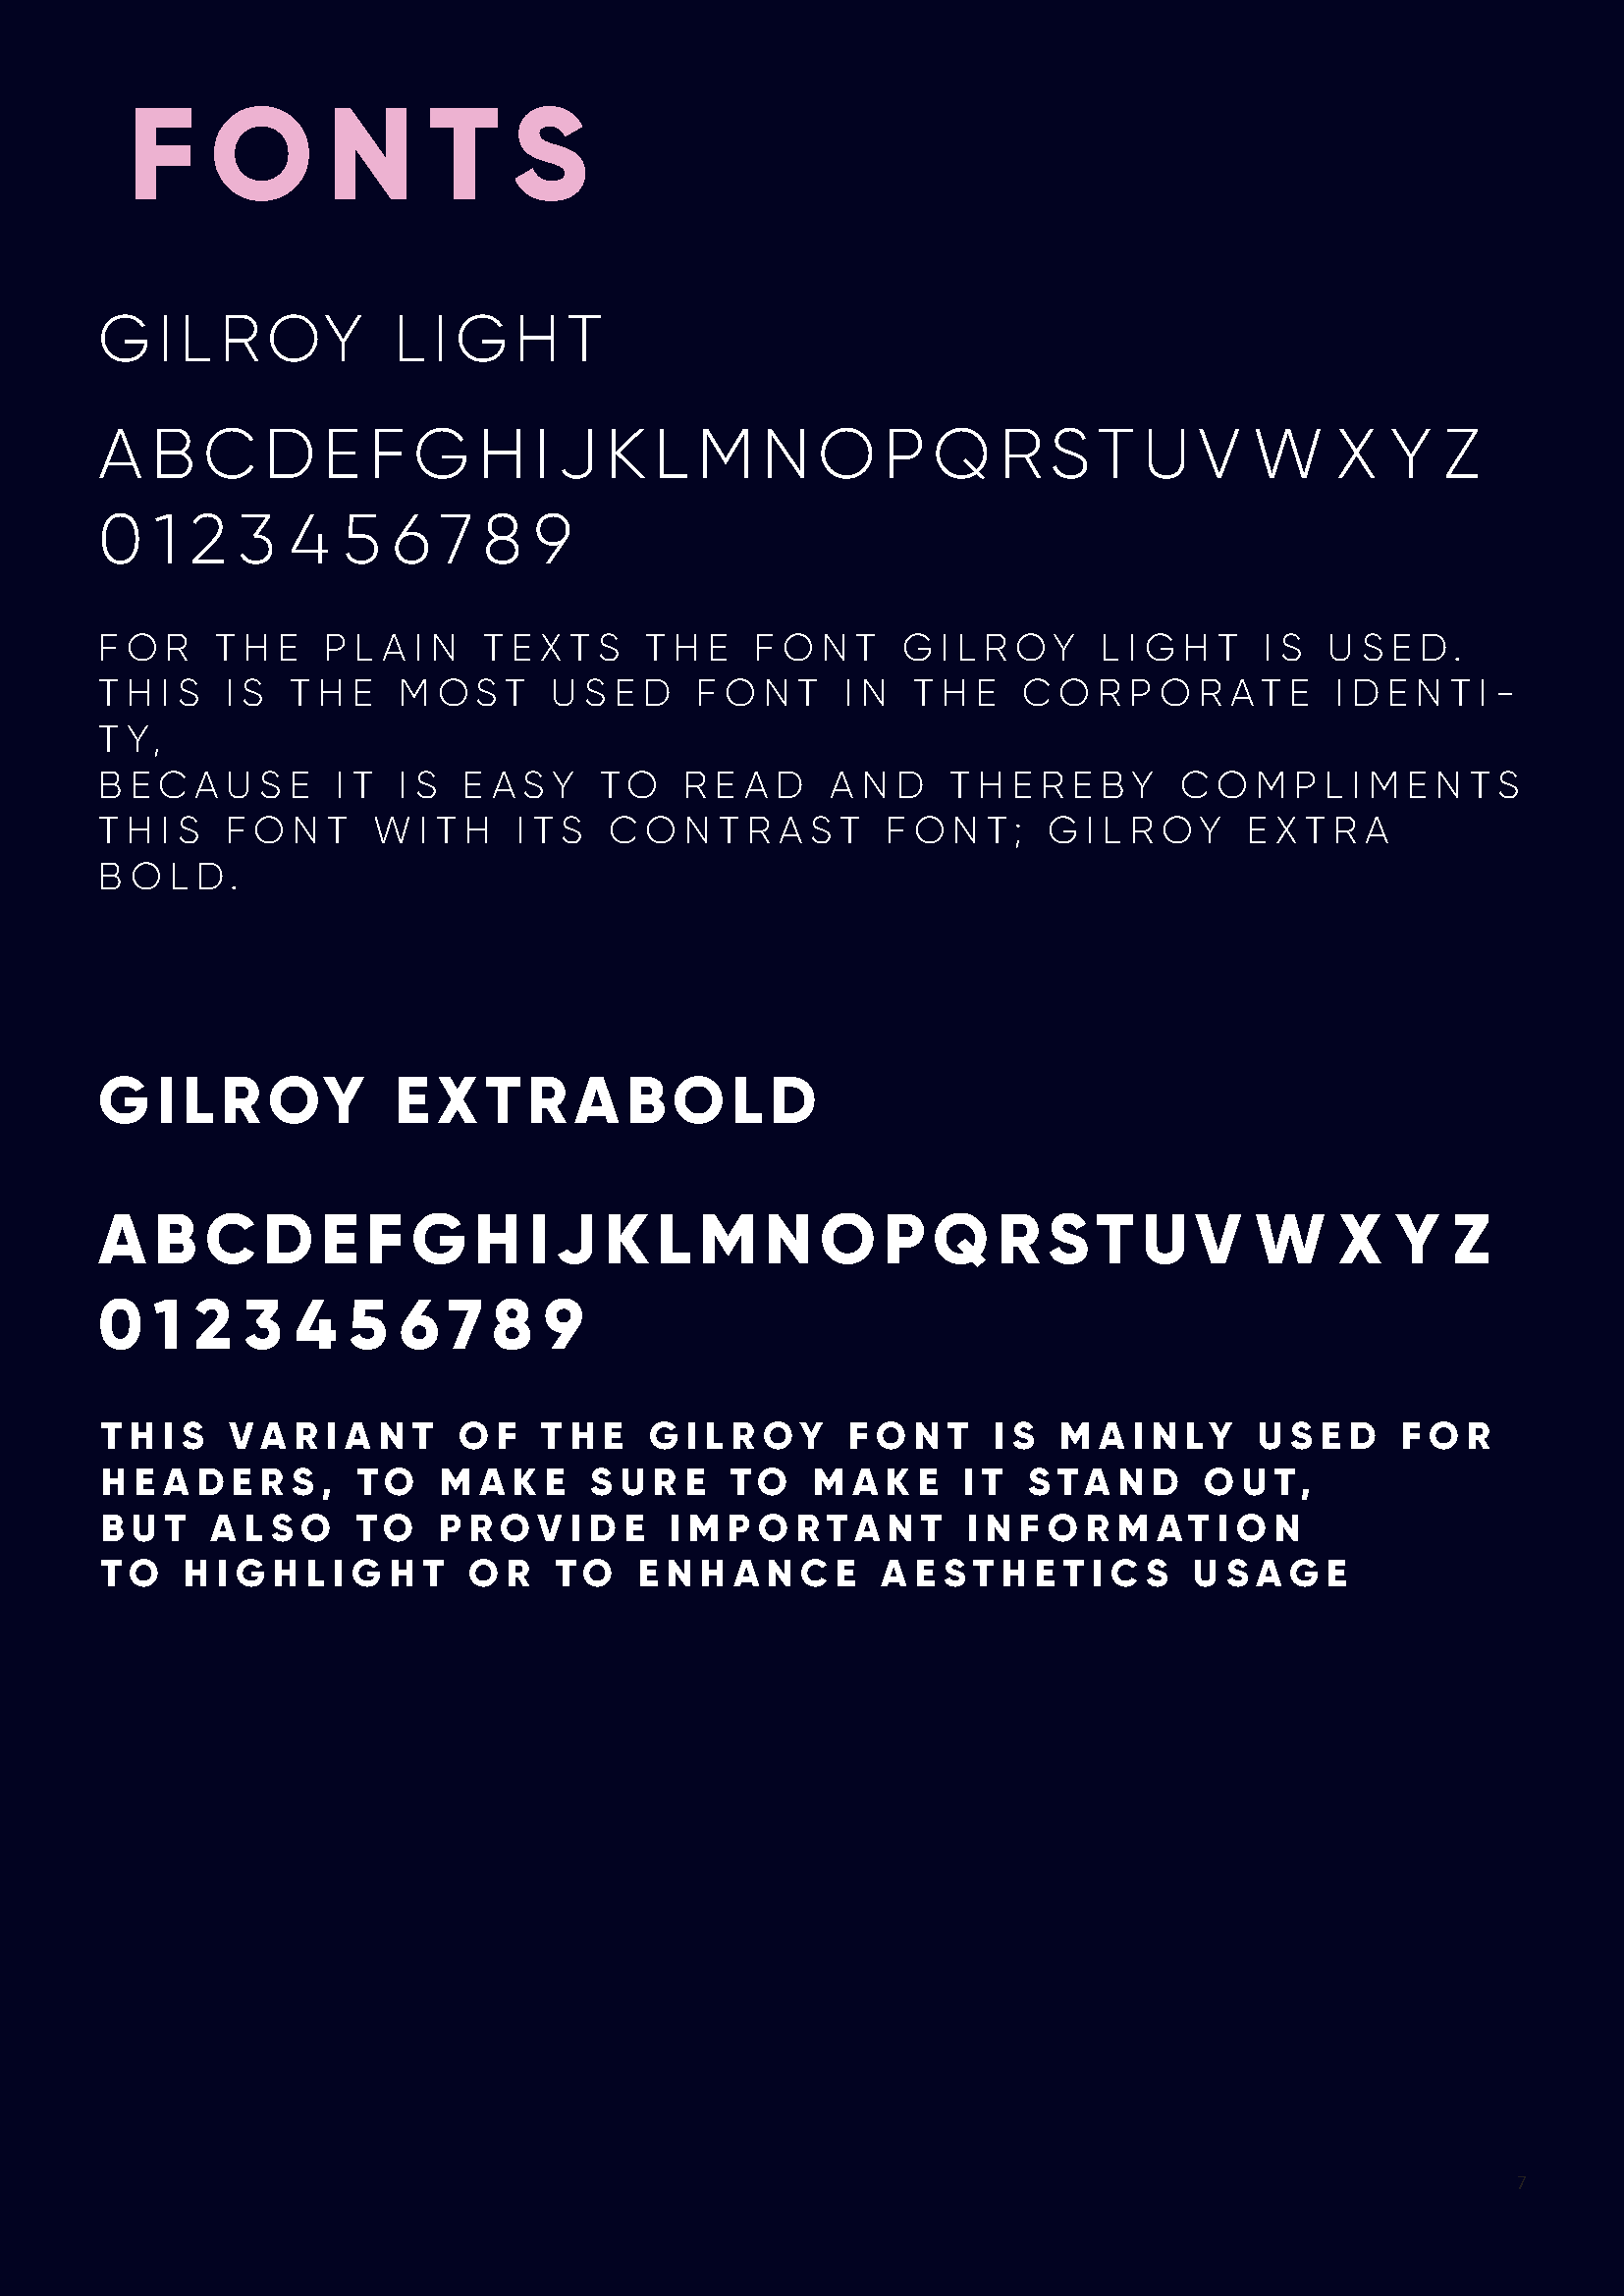 FONTS
GILROY LIGHT
ABCDEFGHIJKLMNOPQRSTUVWXYZ
0123456789
FOR THE PLAIN TEXTS THE FONT GILROY LIGHT IS USED.
THIS IS THE MOST USED FONT IN THE CORPORATE IDENTI-
TY,
BECAUSE IT IS EASY TO READ AND THEREBY COMPLIMENTS
THIS FONT WITH ITS CONTRAST FONT; GILROY EXTRA
BOLD.
GILROY EXTRABOLD
ABCDEFGHIJKLMNOPQRSTUVWXYZ
0123456789
THIS VARIANT OF THE GILROY FONT IS MAINLY USED FOR
HEADERS, TO MAKE SURE TO MAKE IT STAND OUT,
BUT ALSO TO PROVIDE IMPORTANT INFORMATION
TO HIGHLIGHT OR TO ENHANCE AESTHETICS USAGE
7